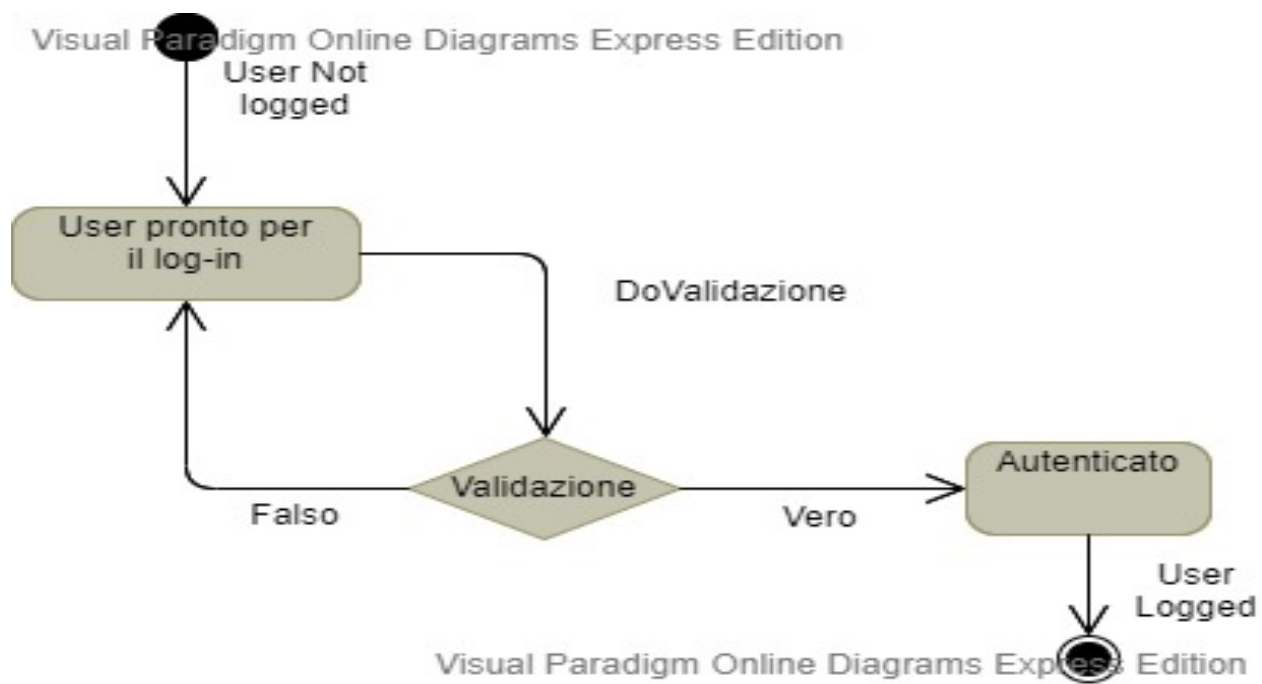 Visual Paradigm Online Diagrams Express Edition
User Not
logged
User pronto per
il log-in
DoValidazione
Validazione
Falso
Vero
Autenticato
User
Logged
Visual Paradigm Online Diagrams Express Edition